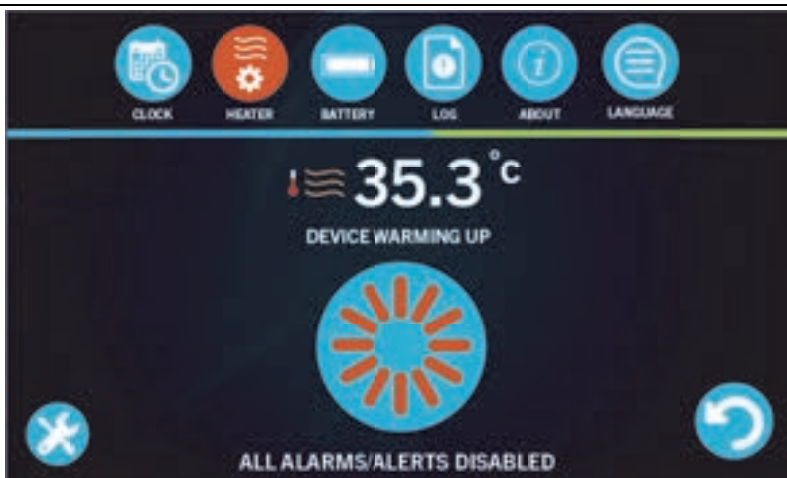 CLOCK HEATER BATTERY LOG ABOUT LANGUAGE
35.3°C
DEVICE WARMING UP
ALL ALARMS/ALERTS DISABLED